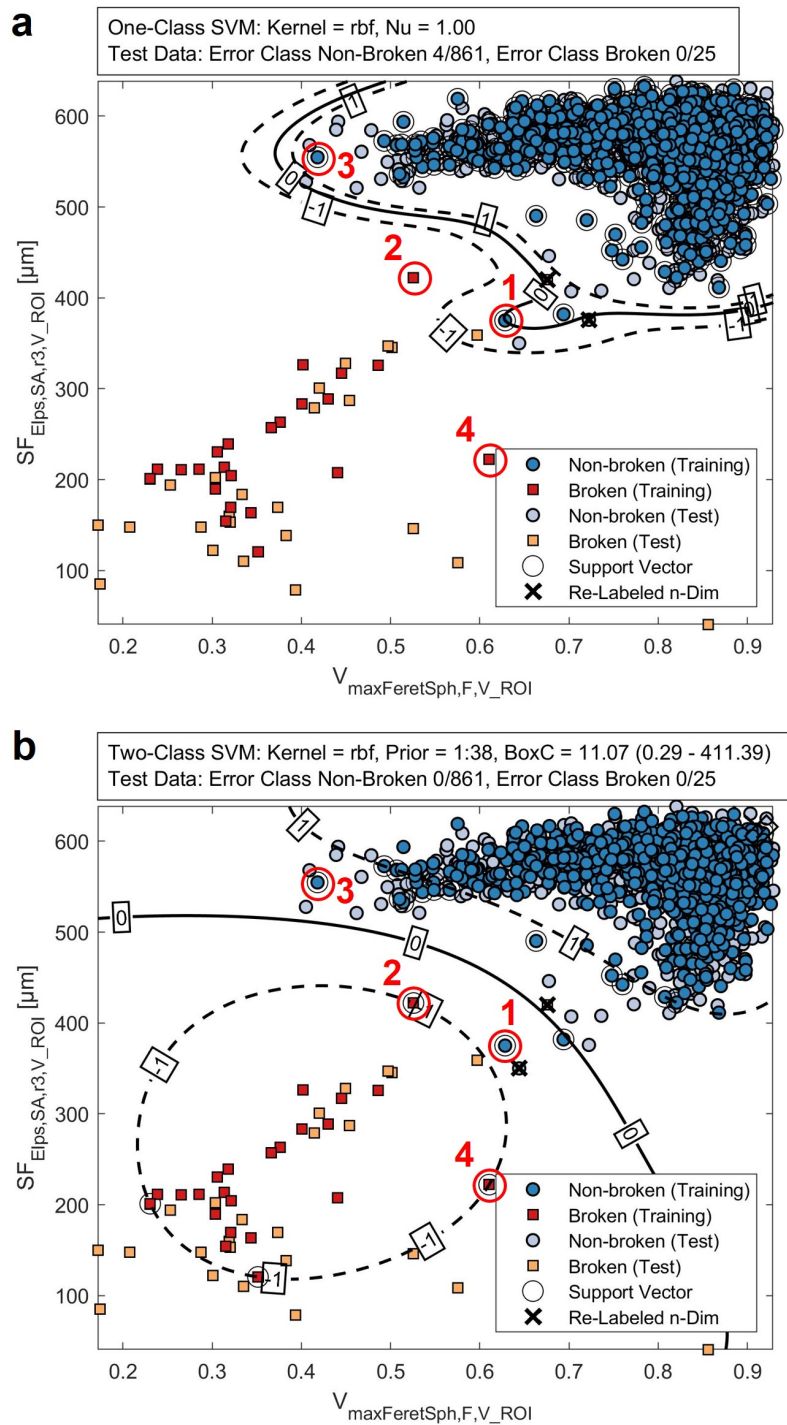 a
One-Class SVM: Kernel = rbf, Nu = 1.00
Test Data: Error Class Non-Broken 4/861, Error Class Broken 0/25
600
500
400
300
200
100
SF_Elps,SA,r3,V_ROI [µm]
1
0
-1
1
0
-1
0
-1
3
2
1
4
Non-broken (Training)
Broken (Training)
Non-broken (Test)
Broken (Test)
Support Vector
Re-Labeled n-Dim
0.2 0.3 0.4 0.5 0.6 0.7 0.8 0.9
V_maxFeretSph,F,V_ROI
b
Two-Class SVM: Kernel = rbf, Prior = 1:38, BoxC = 11.07 (0.29 - 411.39)
Test Data: Error Class Non-Broken 0/861, Error Class Broken 0/25
600
500
400
300
200
100
SF_Elps,SA,r3,V_ROI [µm]
1
3
0
0
1
2
-1
1
-1
0
4
-1
-1
Non-broken (Training)
Broken (Training)
Non-broken (Test)
Broken (Test)
Support Vector
Re-Labeled n-Dim
0.2 0.3 0.4 0.5 0.6 0.7 0.8 0.9
V_maxFeretSph,F,V_ROI